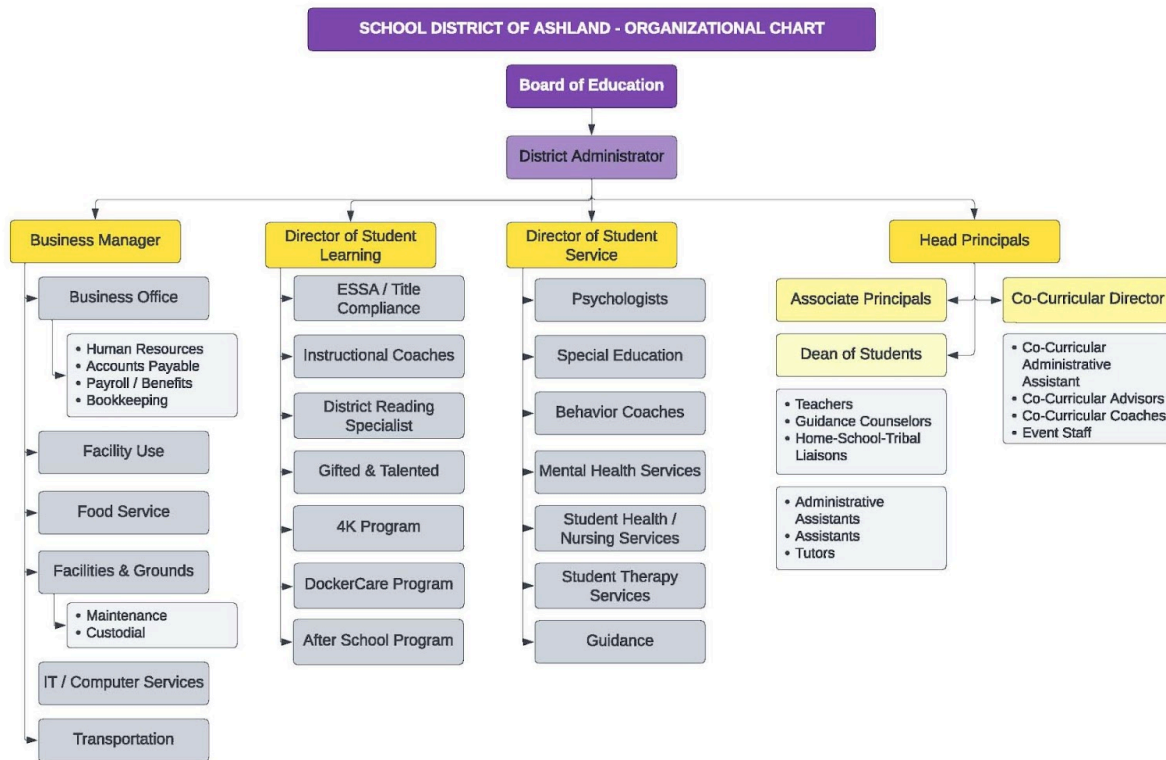 SCHOOL DISTRICT OF ASHLAND - ORGANIZATIONAL CHART
Board of Education
District Administrator
Business Manager
Business Office
• Human Resources
• Accounts Payable
• Payroll / Benefits
• Bookkeeping
Facility Use
Food Service
Facilities & Grounds
• Maintenance
• Custodial
IT / Computer Services
Transportation
Director of Student
Learning
ESSA / Title
Compliance
Instructional Coaches
District Reading
Specialist
Gifted & Talented
4K Program
DockerCare Program
After School Program
Director of Student
Service
Psychologists
Special Education
Behavior Coaches
Mental Health Services
Student Health /
Nursing Services
Student Therapy
Services
Guidance
Head Principals
Associate Principals
Dean of Students
• Teachers
• Guidance Counselors
• Home-School-Tribal
Liaisons
• Administrative
Assistants
• Assistants
• Tutors
Co-Curricular Director
• Co-Curricular
Administrative
Assistant
• Co-Curricular Advisors
• Co-Curricular Coaches
• Event Staff